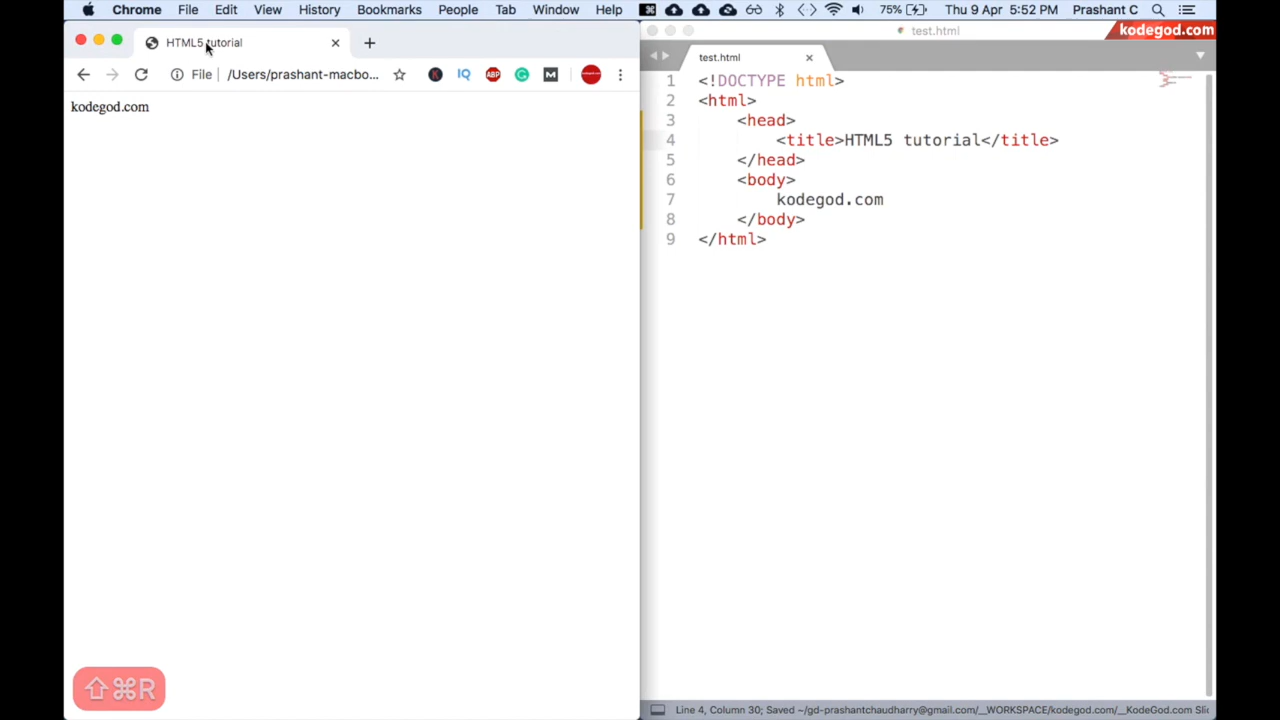 Chrome File Edit View History Bookmarks People Tab Window Help 75% Thu 9 Apr 5:52 PM Prashant C
HTML5 tutorial
File /Users/prashant-macbo... IQ ABP G M
kodegod.com
⇧⌘R
test.html
kodegod.com
test.html
1 <!DOCTYPE html>
2 <html>
3 <head>
4 <title>HTML5 tutorial</title>
5 </head>
6 <body>
7 kodegod.com
8 </body>
9 </html>
Line 4, Column 30; Saved ~/gd-prashantchaudharry@gmail.com/__WORKSPACE/kodegod.com/__KodeGod.com